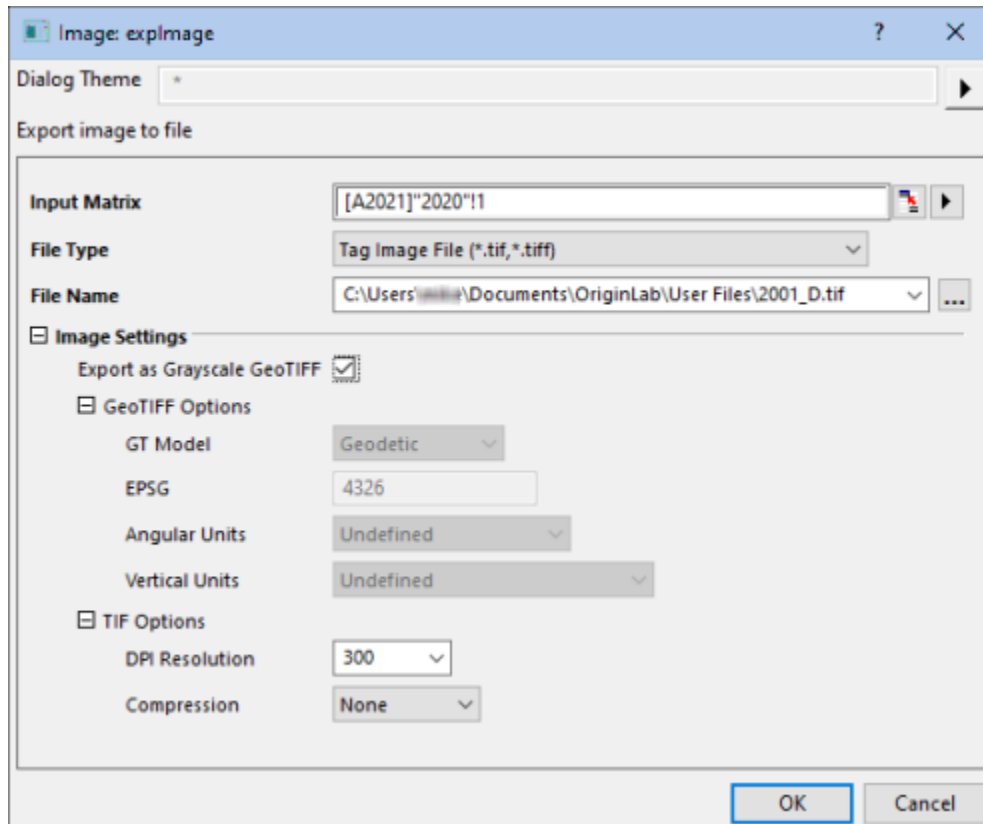 Image: expImage ?
Dialog Theme *
Export image to file
Input Matrix [A2021]"2020"!1
File Type Tag Image File (*.tif,*.tiff)
File Name C:\Users\ \Documents\OriginLab\User Files\2001_D.tif ...
Image Settings
Export as Grayscale GeoTIFF
GeoTIFF Options
GT Model Geodetic
EPSG 4326
Angular Units Undefined
Vertical Units Undefined
TIF Options
DPI Resolution 300
Compression None
OK Cancel